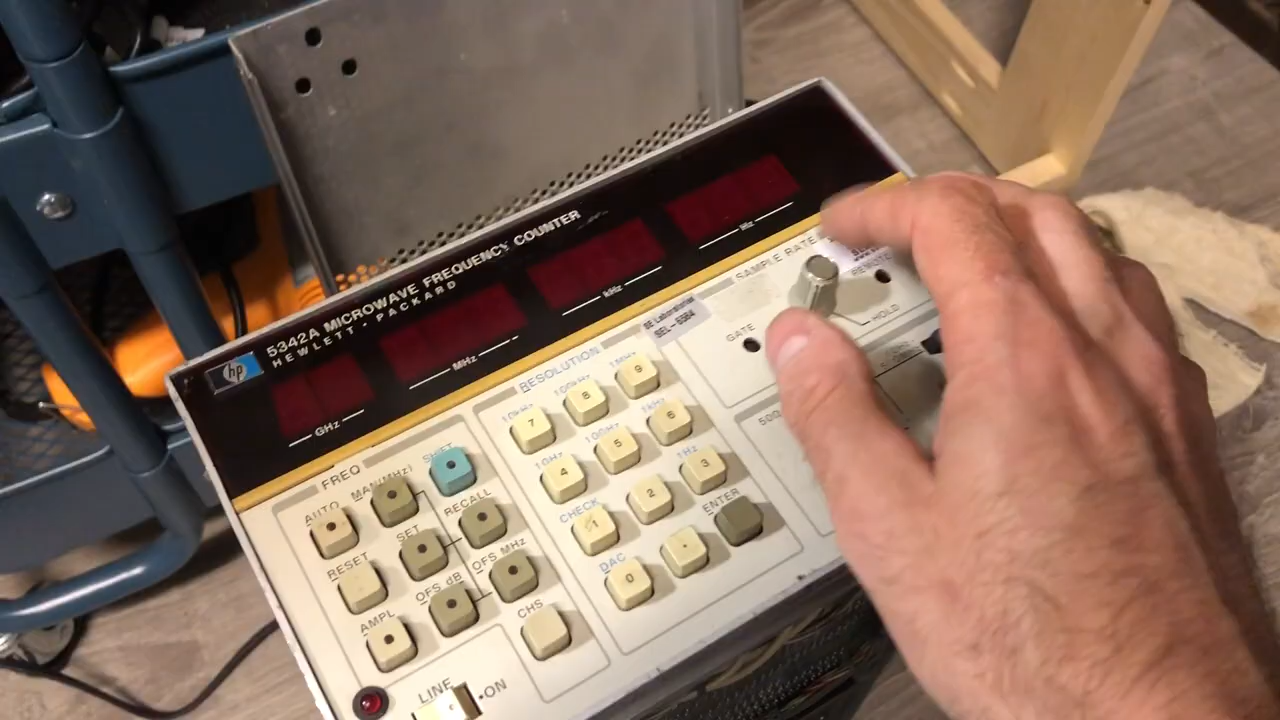 hp
5342A MICROWAVE FREQUENCY COUNTER
HEWLETT • PACKARD
GHz
MHz
kHz
Hz
SAMPLE RATE
REMOTE
GATE
HOLD
SEL-6564
50Ω
FREQ
AUTO
MAN(MHz)
SHIFT
RESET
SET
RECALL
AMPL
OFS dB
OFS MHz
CHS
RESOLUTION
10kHz
100kHz
1MHz
7
8
9
100Hz
1kHz
4
5
6
1Hz
CHECK
1
2
3
DAC
0
.
ENTER
LINE
•ON